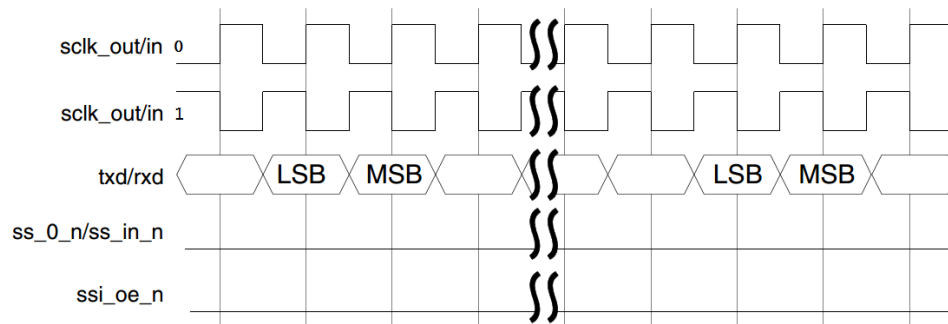 sclk_out/in 0
sclk_out/in 1
txd/rxd LSB MSB LSB MSB
ss_0_n/ss_in_n
ssi_oe_n